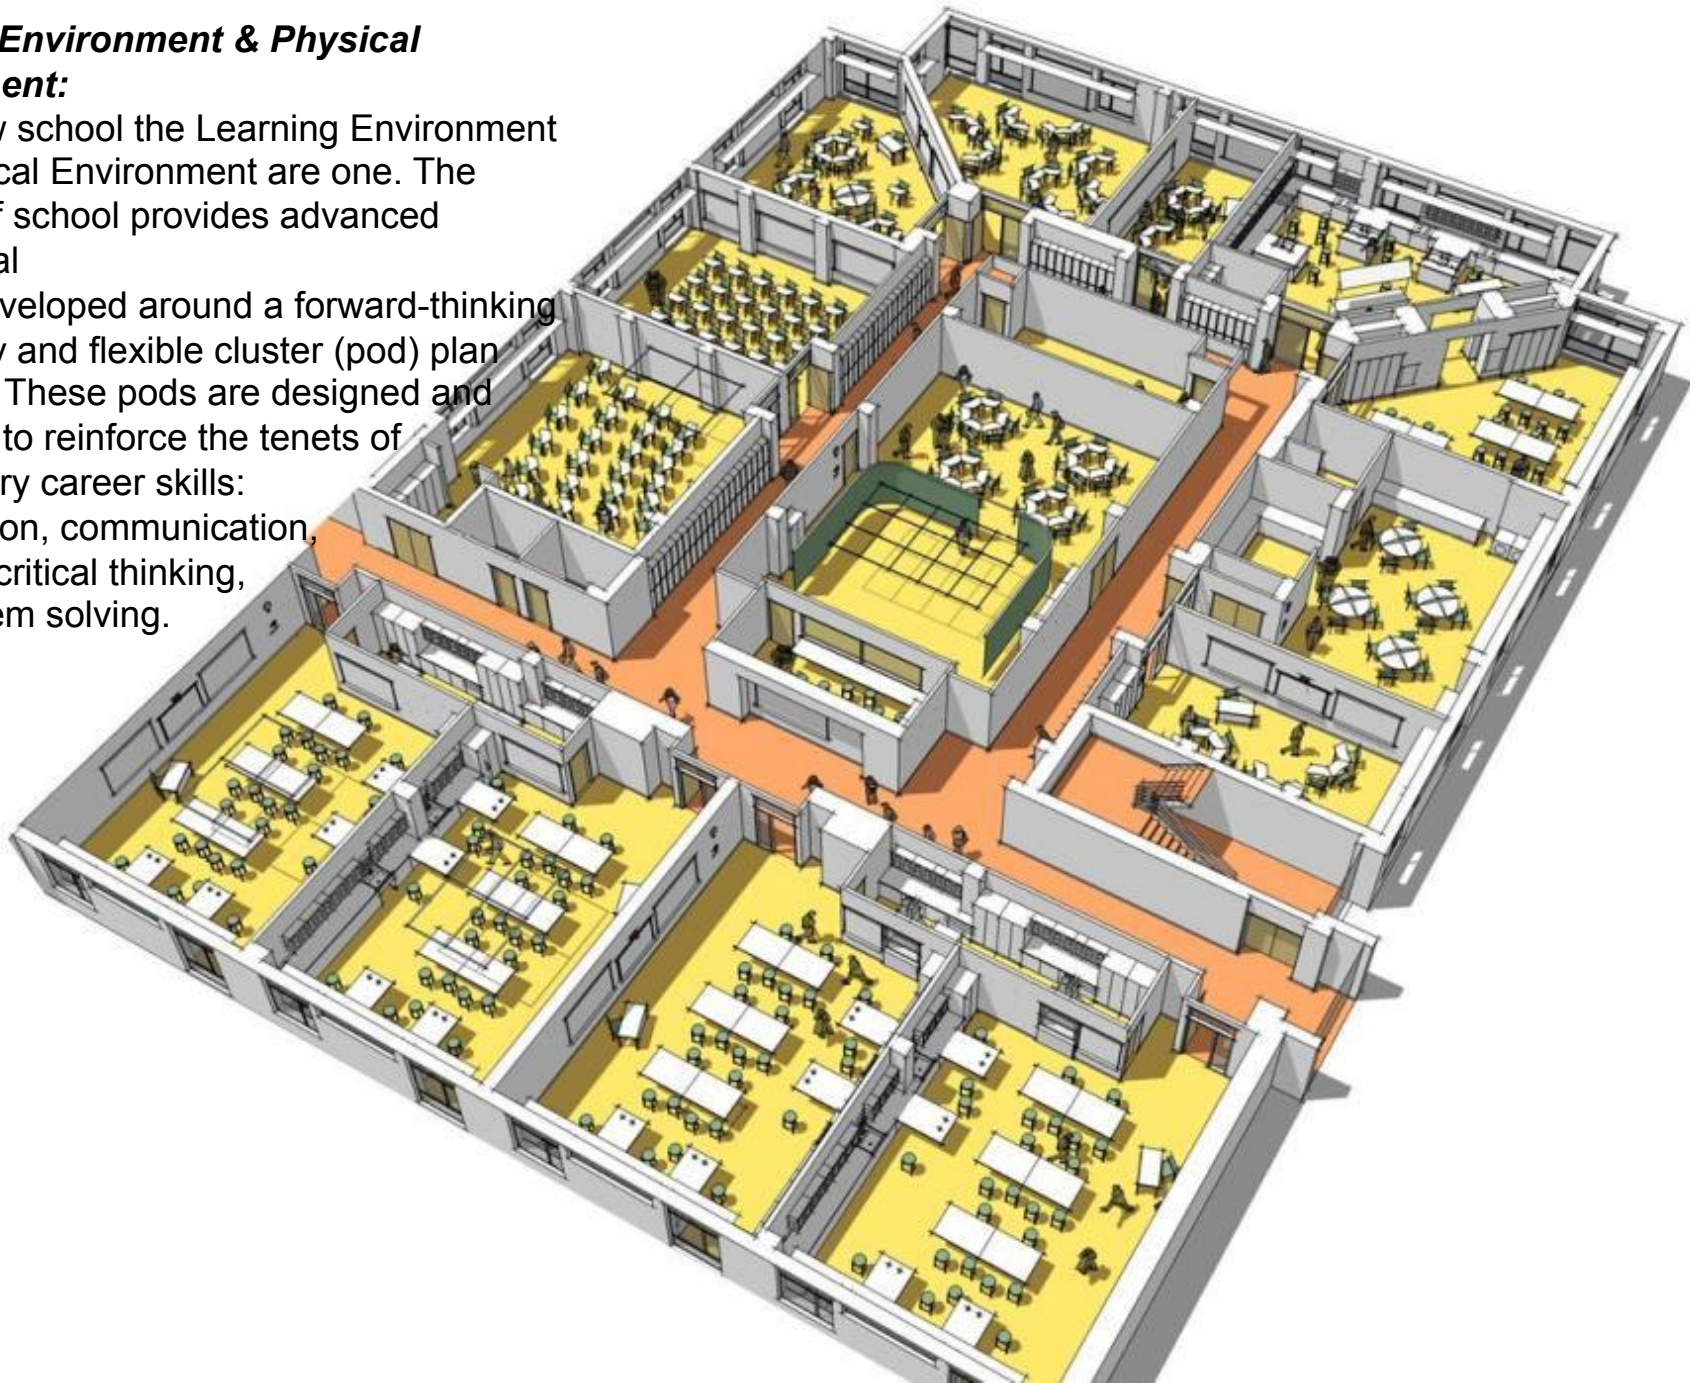 Environment & Physical
ent:
school the Learning Environment
cal Environment are one. The
school provides advanced
al
veloped around a forward-thinking
and flexible cluster (pod) plan
These pods are designed and
to reinforce the tenets of
ry career skills:
on, communication,
critical thinking,
em solving.